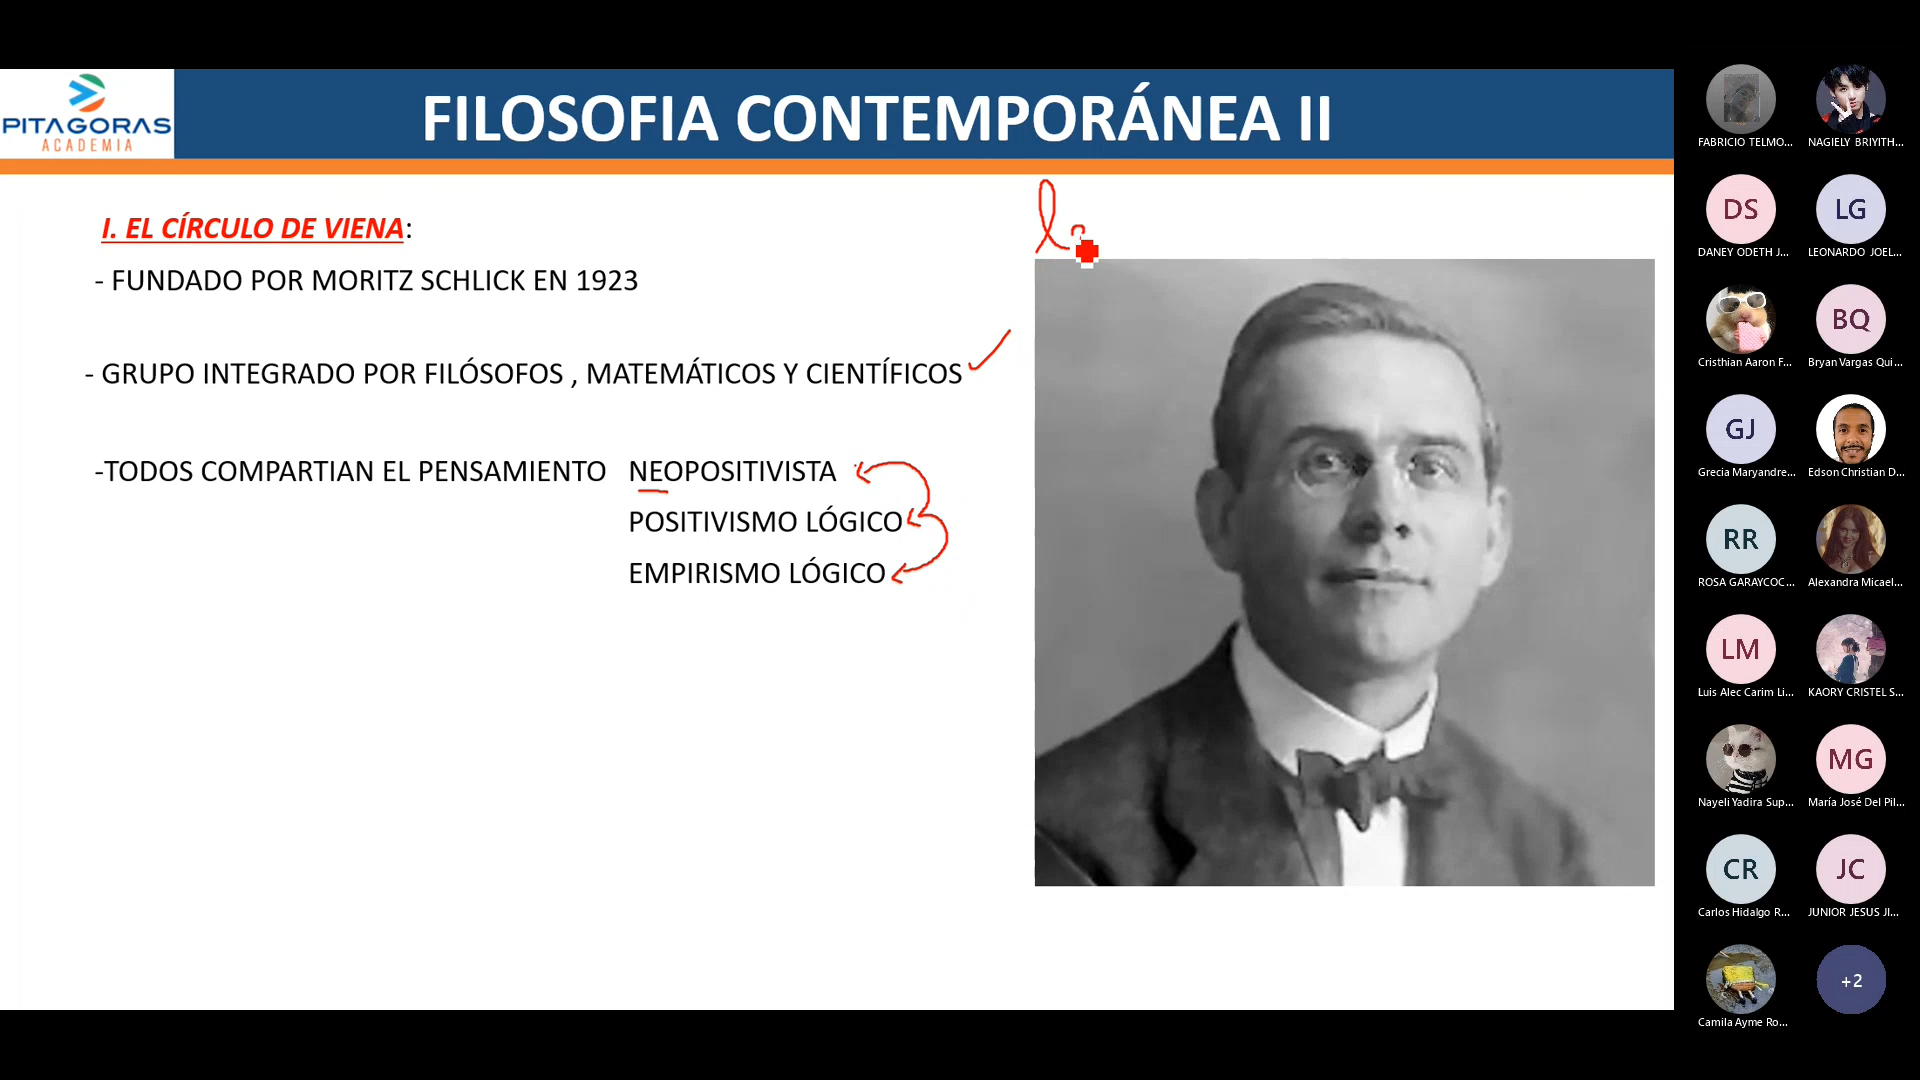 PITAGORAS
ACADEMIA
FILOSOFIA CONTEMPORÁNEA II
I. EL CÍRCULO DE VIENA:
- FUNDADO POR MORITZ SCHLICK EN 1923
- GRUPO INTEGRADO POR FILÓSOFOS , MATEMÁTICOS Y CIENTÍFICOS
-TODOS COMPARTIAN EL PENSAMIENTO NEOPOSITIVISTA
POSITIVISMO LÓGICO
EMPIRISMO LÓGICO
FABRICIO TELMO...
NAGIELY BRIYITH...
DS
LG
DANEY ODETH J...
LEONARDO JOEL...
BQ
Cristhian Aaron F...
Bryan Vargas Qui...
GJ
Grecia Maryandre...
Edson Christian D...
RR
ROSA GARAYCOC...
Alexandra Micael...
LM
Luis Alec Carim Li...
KAORY CRISTEL S...
MG
Nayeli Yadira Sup...
María José Del Pil...
CR
JC
Carlos Hidalgo R...
JUNIOR JESUS JI...
+2
Camila Ayme Ro...